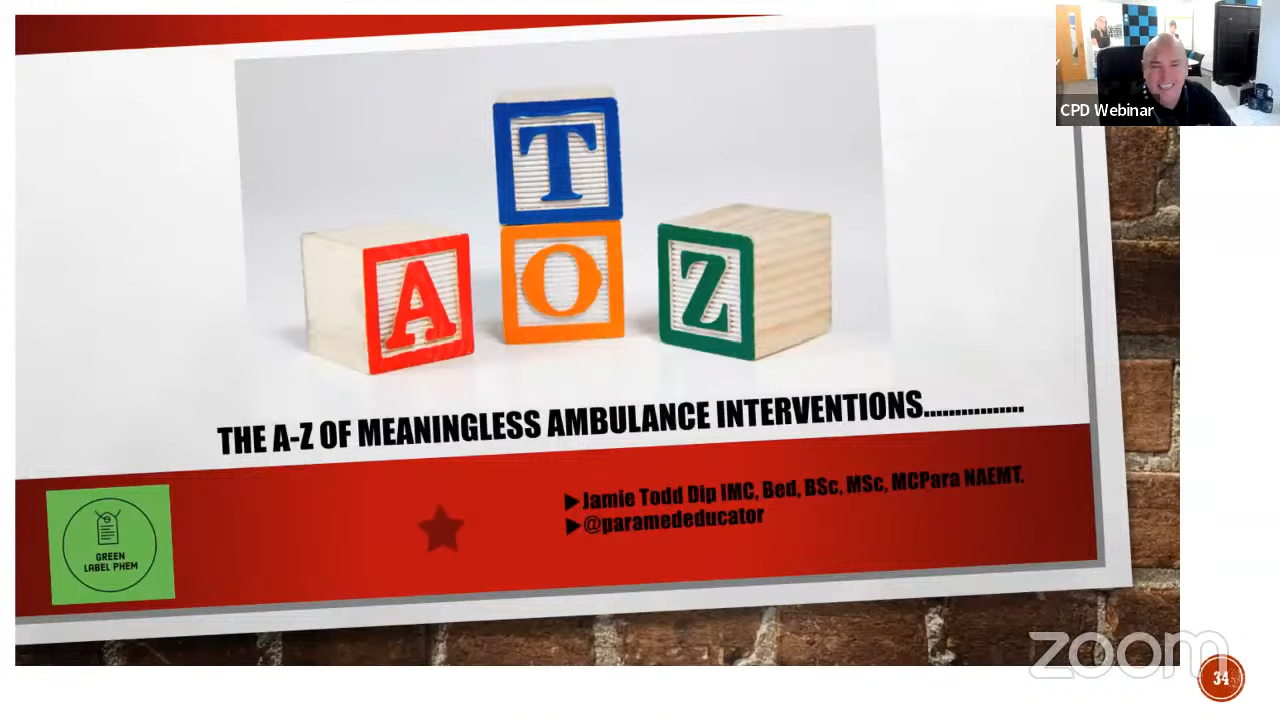 CPD Webinar
T
A
O
Z
THE A-Z OF MEANINGLESS AMBULANCE INTERVENTIONS................
Jamie Todd Dip IMC, Bed, BSc, MSc, MCPara NAEMT.
@paramededucator
GREEN
LABEL PHEM
zoom
34